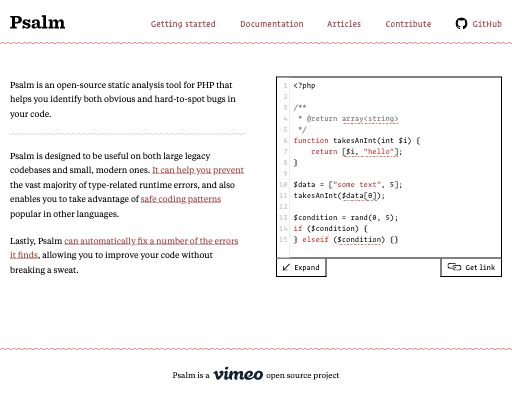 Psalm
Getting started
Documentation
Articles
Contribute
GitHub
Psalm is an open-source static analysis tool for PHP that
helps you identify both obvious and hard-to-spot bugs in
your code.
Psalm is designed to be useful on both large legacy
codebases and small, modern ones. It can help you prevent
the vast majority of type-related runtime errors, and also
enables you to take advantage of safe coding patterns
popular in other languages.
Lastly, Psalm can automatically fix a number of the errors
it finds, allowing you to improve your code without
breaking a sweat.
1 <?php
2
3 /**
4  * @return array<string>
5  */
6 function takesAnInt(int $i) {
7     return [$i, "hello"];
8 }
9
10 $data = ["some text", 5];
11 takesAnInt($data[0]);
12
13 $condition = rand(0, 5);
14 if ($condition) {
15 } elseif ($condition) {}
Expand
Get link
Psalm is a vimeo open source project